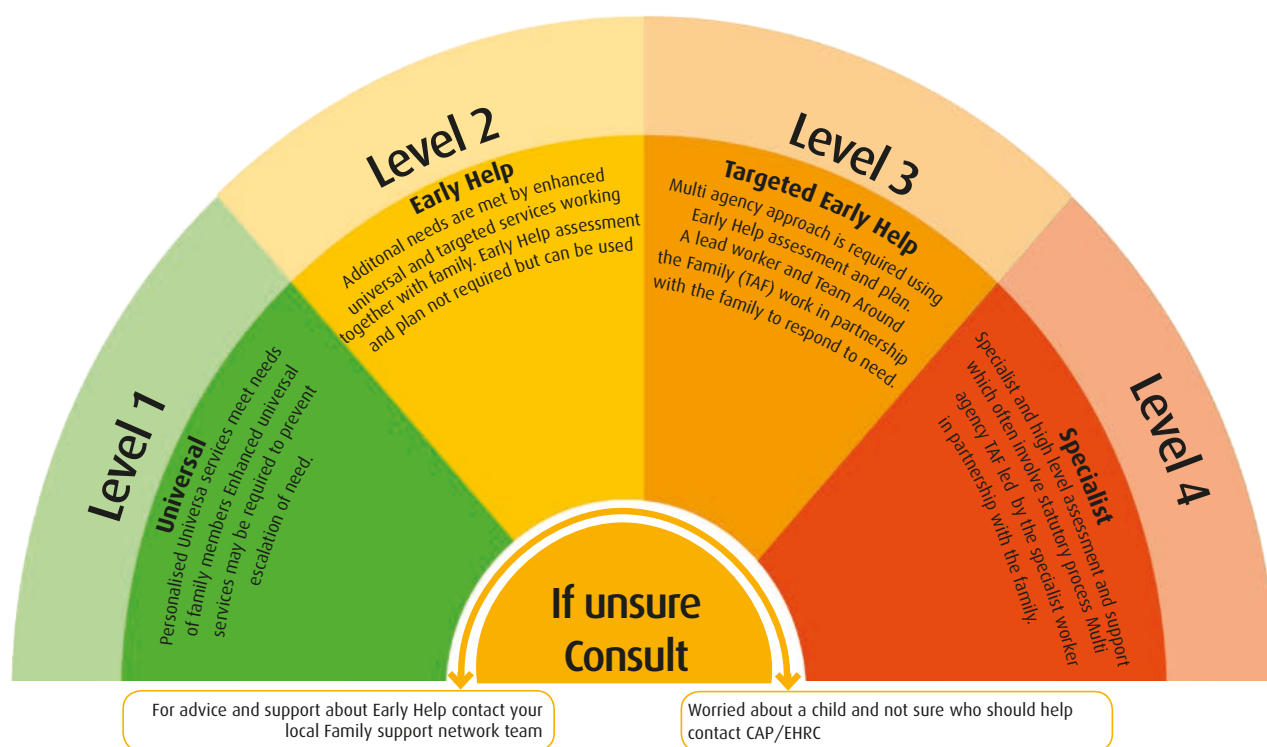 Level 1
Universal
Personalised Universa services meet needs
of family members Enhanced universal
services may be required to prevent
escalation of need.
Level 2
Early Help
Additonal needs are met by enhanced
universal and targeted services working
together with family. Early Help assessment
and plan not required but can be used
Level 3
Targeted Early Help
Multi agency approach is required using
Early Help assessment and plan.
A lead worker and Team Around
the Family (TAF) work in partnership
with the family to respond to need.
Level 4
Specialist
Specialist and high level assessment and support
which often involve statutory process Multi
agency TAF led by the specialist worker
in partnership with the family.
If unsure
Consult
For advice and support about Early Help contact your
local Family support network team
Worried about a child and not sure who should help
contact CAP/EHRC